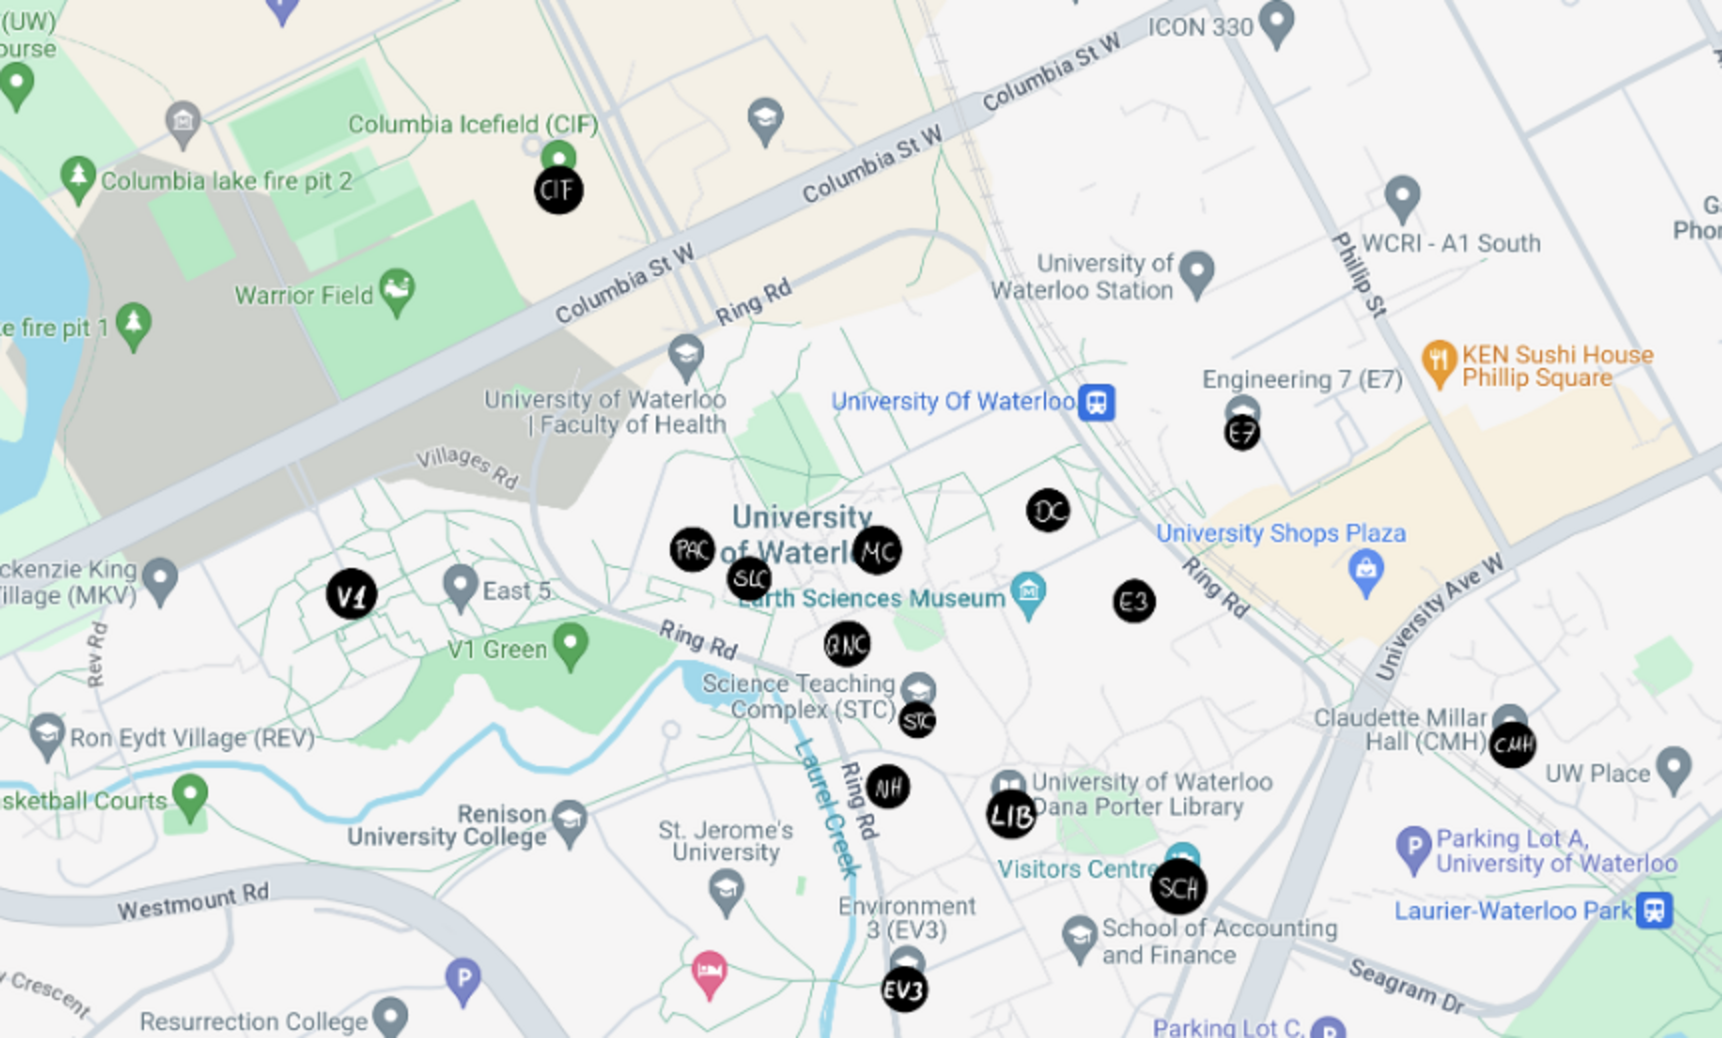 (UW)
ourse
ICON 330
Columbia St W
Columbia Icefield (CIF)
CIF
Columbia St W
Columbia lake fire pit 2
WCRI - A1 South
Phillip St
Columbia St W
University of
Waterloo Station
Warrior Field
Ring Rd
e fire pit 1
KEN Sushi House
Phillip Square
Engineering 7 (E7)
E7
University of Waterloo
| Faculty of Health
University Of Waterloo
Villages Rd
University
of Waterl
DC
PAC
MC
SLC
University Shops Plaza
ckenzie King
illage (MKV)
V1
East 5
Earth Sciences Museum
E3
Ring Rd
University Ave W
Rev Rd
V1 Green
Ring Rd
QNC
Science Teaching
Complex (STC)
STC
Claudette Millar
Hall (CMH)
CMH
Ron Eydt Village (REV)
UW Place
Laurel Creek
Ring Rd
NH
University of Waterloo
Dana Porter Library
LIB
sketball Courts
Renison
University College
St. Jerome's
University
Parking Lot A,
University of Waterloo
Visitors Centre
SCH
Westmount Rd
Environment
3 (EV3)
EV3
Laurier-Waterloo Park
School of Accounting
and Finance
Seagram Dr
y Crescent
P
Resurrection College
Parking Lot C,